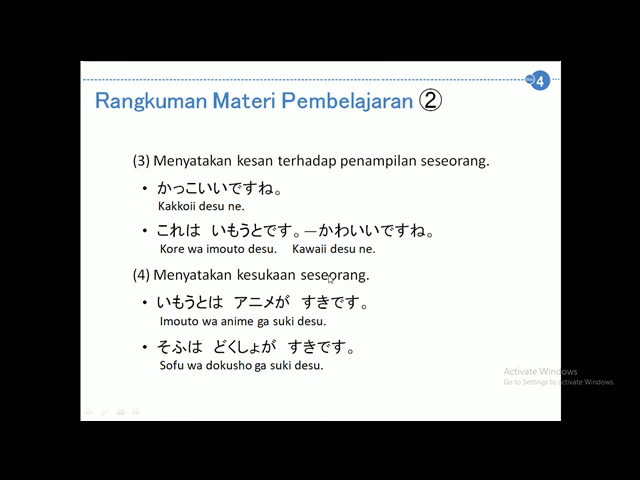 4
Rangkuman Materi Pembelajaran ②
(3) Menyatakan kesan terhadap penampilan seseorang.
• かっこいいですね。
Kakkoii desu ne.
• これは いもうとです。—かわいいですね。
Kore wa imouto desu. Kawaii desu ne.
(4) Menyatakan kesukaan seseorang.
• いもうとは アニメが すきです。
Imouto wa anime ga suki desu.
• そふは どくしょが すきです。
Sofu wa dokusho ga suki desu.
Activate Windows
Go to Settings to activate Windows.